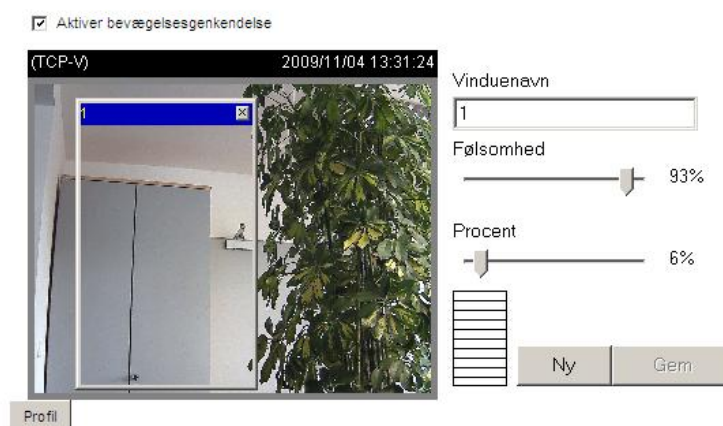 Aktiver bevægelsesgenkendelse
(TCP-V) 2009/11/04 13:31:24
1
Vinduenavn
1
Følsomhed
93%
Procent
6%
Ny Gem
Profil